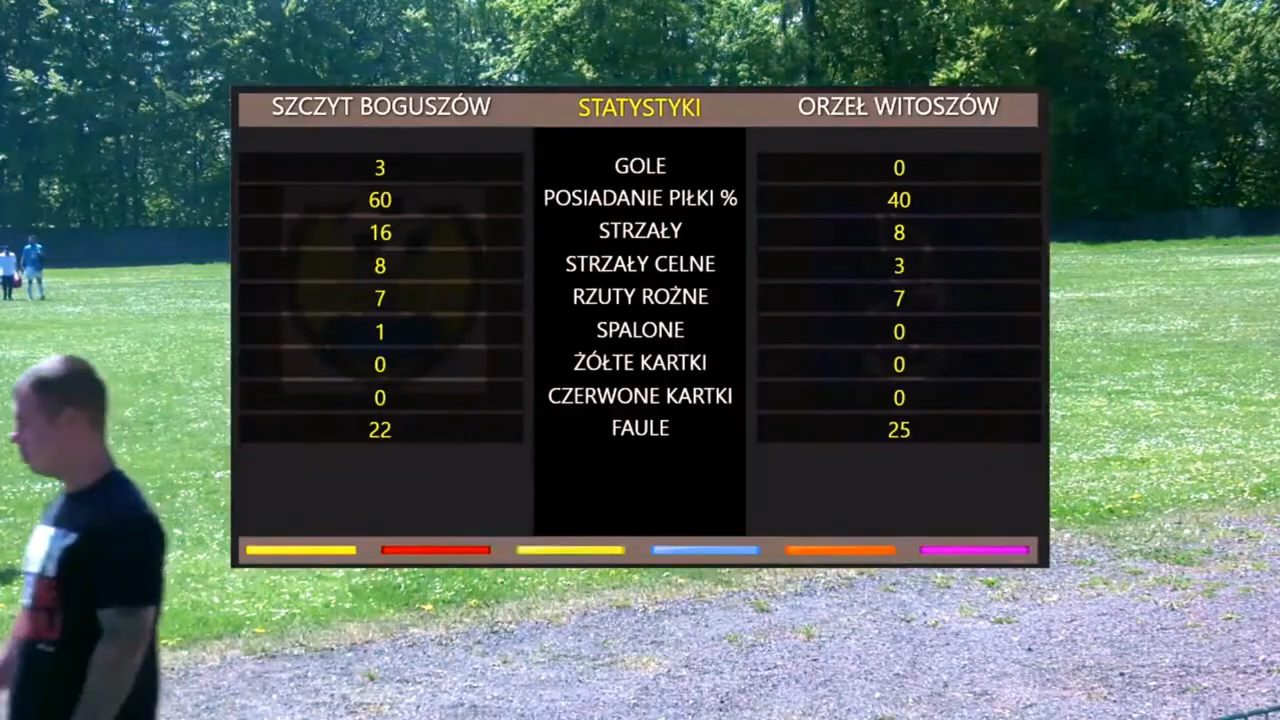 SZCZYT BOGUSZÓW STATYSTYKI ORZEŁ WITOSZÓW
3 GOLE 0
60 POSIADANIE PIŁKI % 40
16 STRZAŁY 8
8 STRZAŁY CELNE 3
7 RZUTY ROŻNE 7
1 SPALONE 0
0 ŻÓŁTE KARTKI 0
0 CZERWONE KARTKI 0
22 FAULE 25